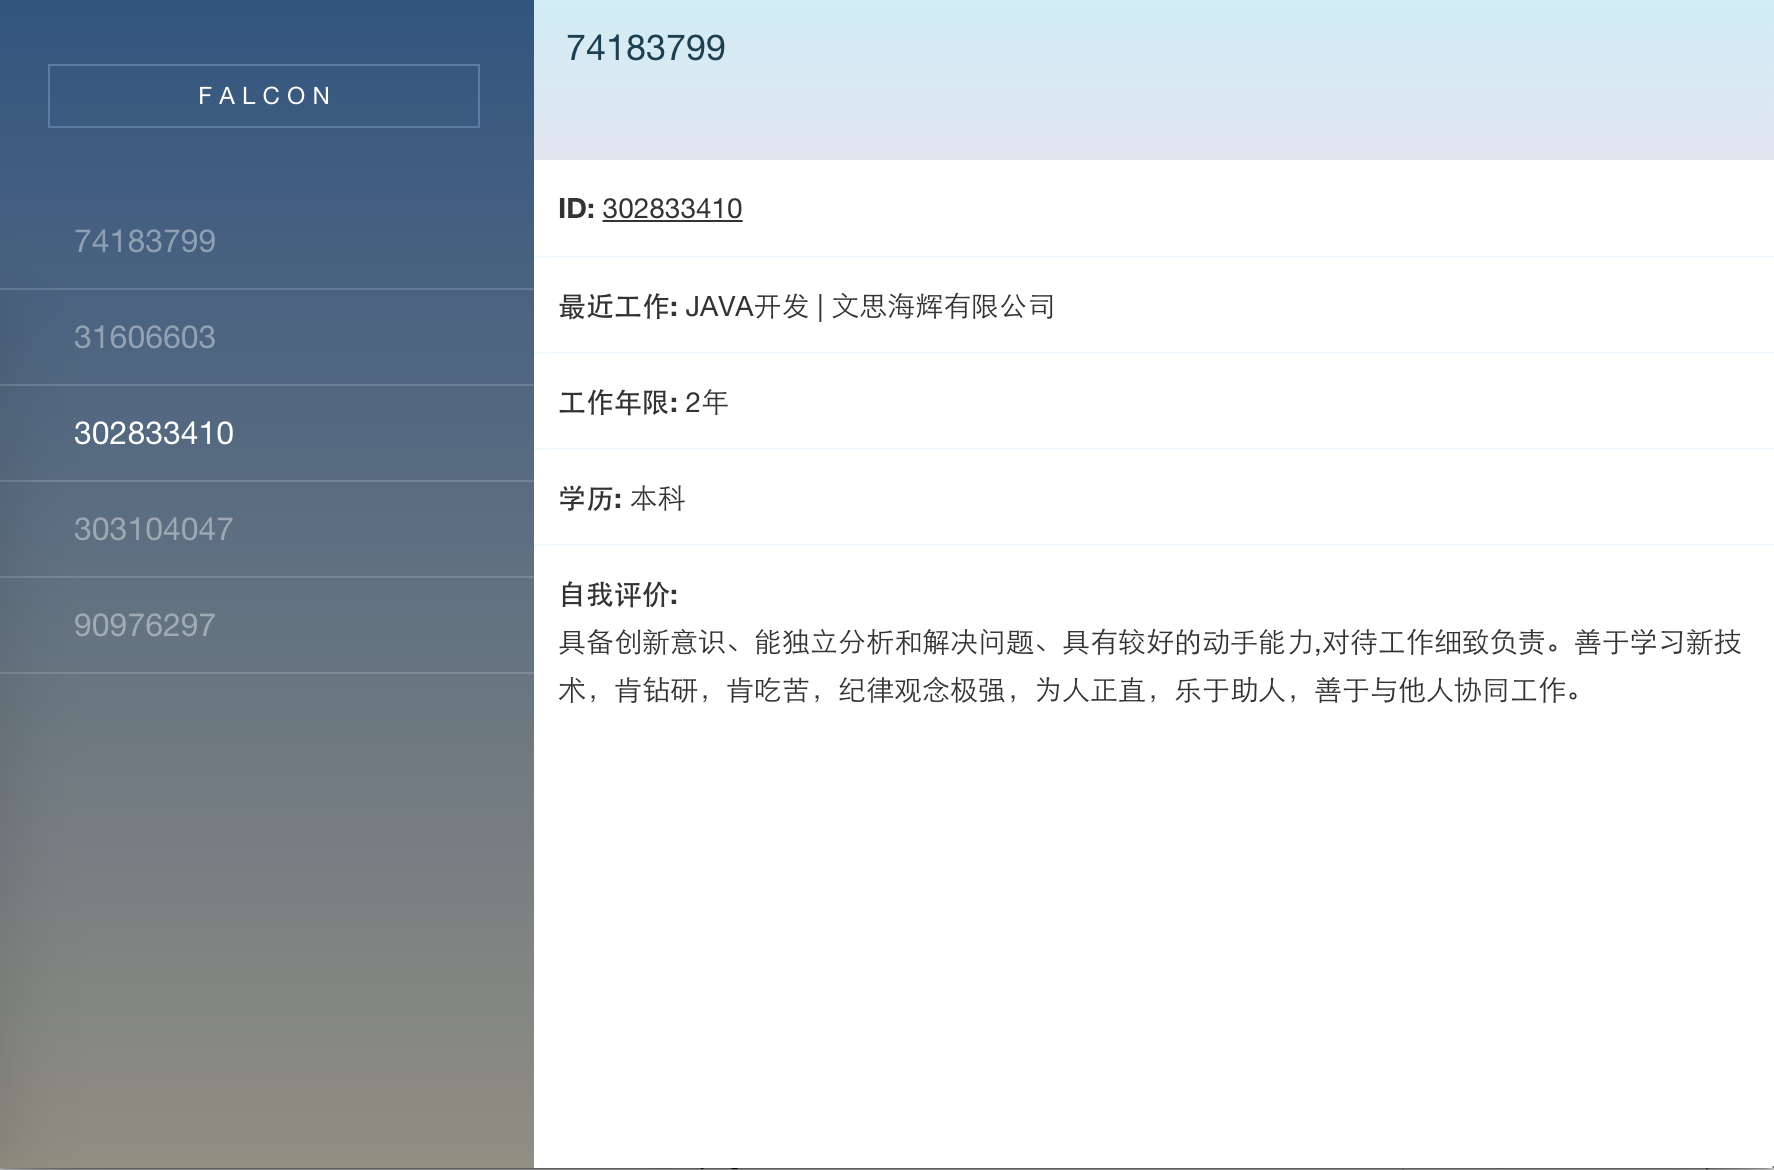 FALCON
74183799
31606603
302833410
303104047
90976297
74183799
ID: 302833410
最近工作: JAVA开发 | 文思海辉有限公司
工作年限: 2年
学历: 本科
自我评价:
具备创新意识、能独立分析和解决问题、具有较好的动手能力,对待工作细致负责。善于学习新技
术，肯钻研，肯吃苦，纪律观念极强，为人正直，乐于助人，善于与他人协同工作。